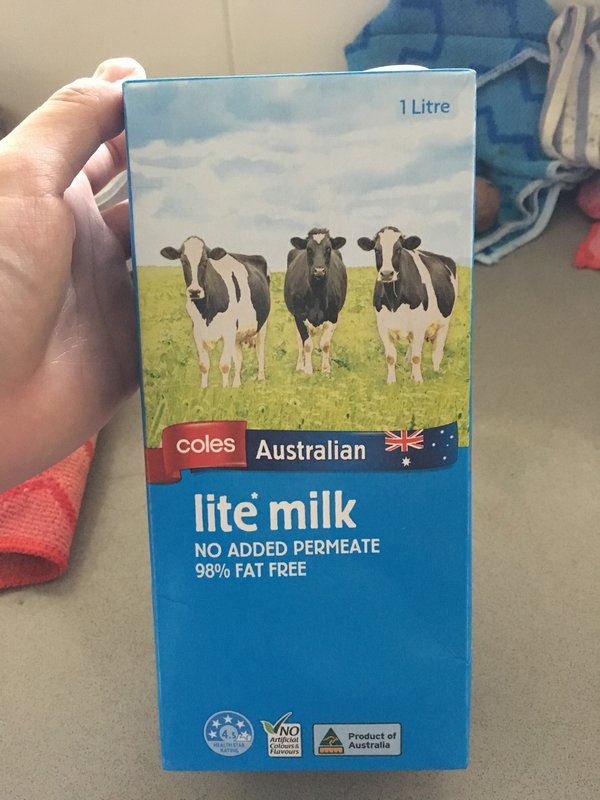 1 Litre
coles Australian
lite* milk
NO ADDED PERMEATE
98% FAT FREE
4.5
HEALTH STAR
RATING
NO
Artificial
Colours &
Flavours
Product of
Australia